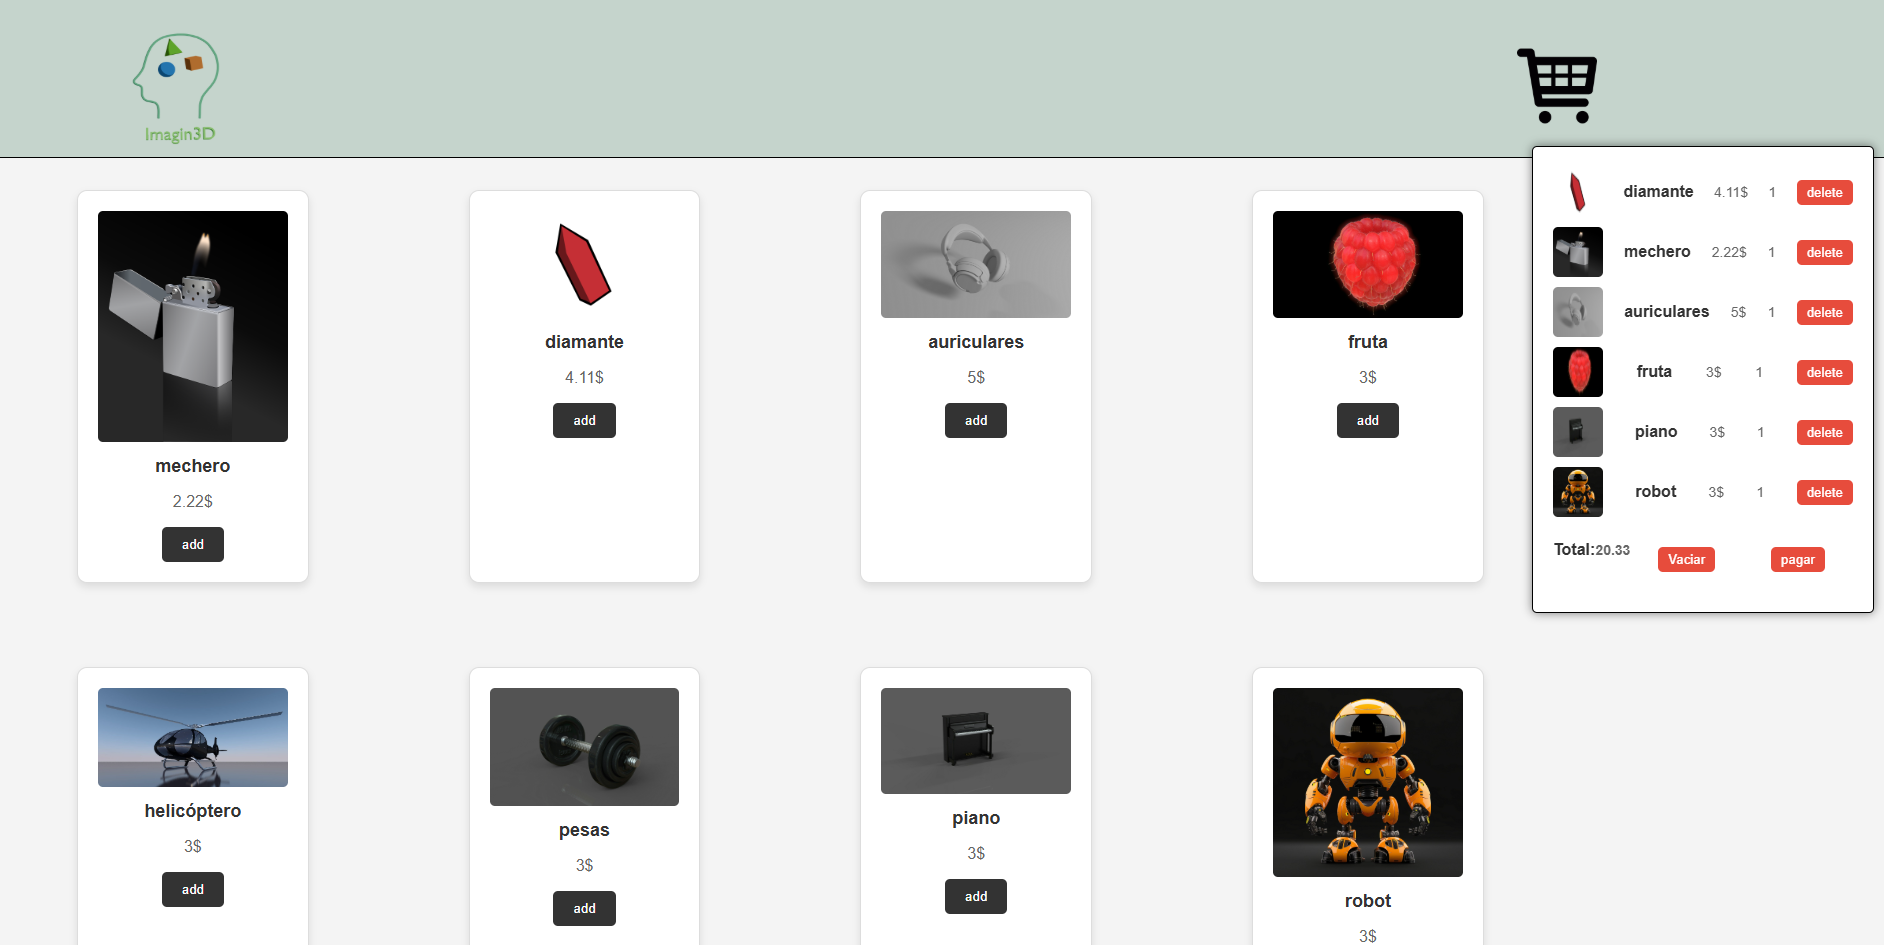 Imagin3D
diamante 4.11$ 1 delete
mechero 2.22$ 1 delete
auriculares 5$ 1 delete
fruta 3$ 1 delete
piano 3$ 1 delete
robot 3$ 1 delete
Total:20.33 Vaciar pagar
mechero
2.22$
add
diamante
4.11$
add
auriculares
5$
add
fruta
3$
add
helicóptero
3$
add
pesas
3$
add
piano
3$
add
robot
3$